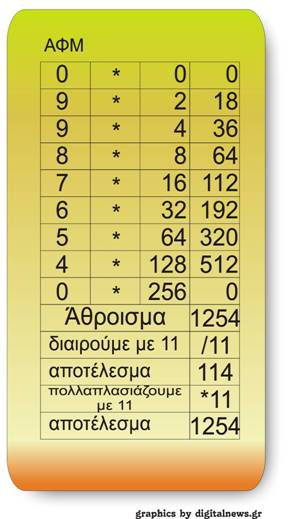 ΑΦΜ
0 * 0 0
9 * 2 18
9 * 4 36
8 * 8 64
7 * 16 112
6 * 32 192
5 * 64 320
4 * 128 512
0 * 256 0
Άθροισμα 1254
διαιρούμε με 11 /11
αποτέλεσμα 114
πολλαπλασιάζουμε
με 11 *11
αποτέλεσμα 1254
graphics by digitalnews.gr